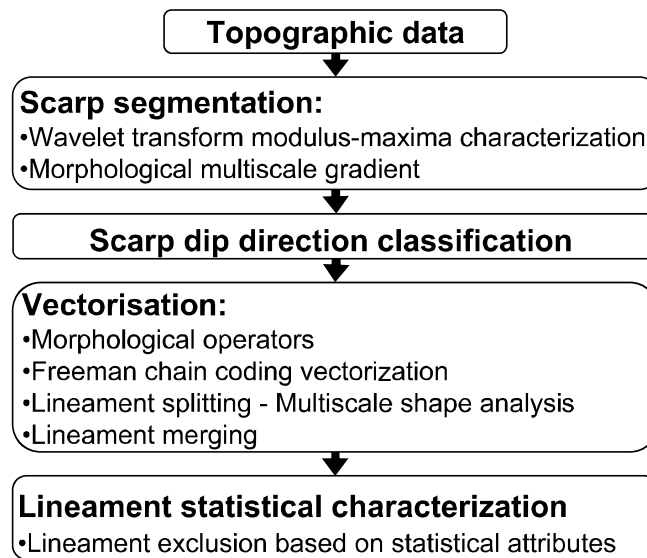 Topographic data
Scarp segmentation:
•Wavelet transform modulus-maxima characterization
•Morphological multiscale gradient
Scarp dip direction classification
Vectorisation:
•Morphological operators
•Freeman chain coding vectorization
•Lineament splitting - Multiscale shape analysis
•Lineament merging
Lineament statistical characterization
•Lineament exclusion based on statistical attributes